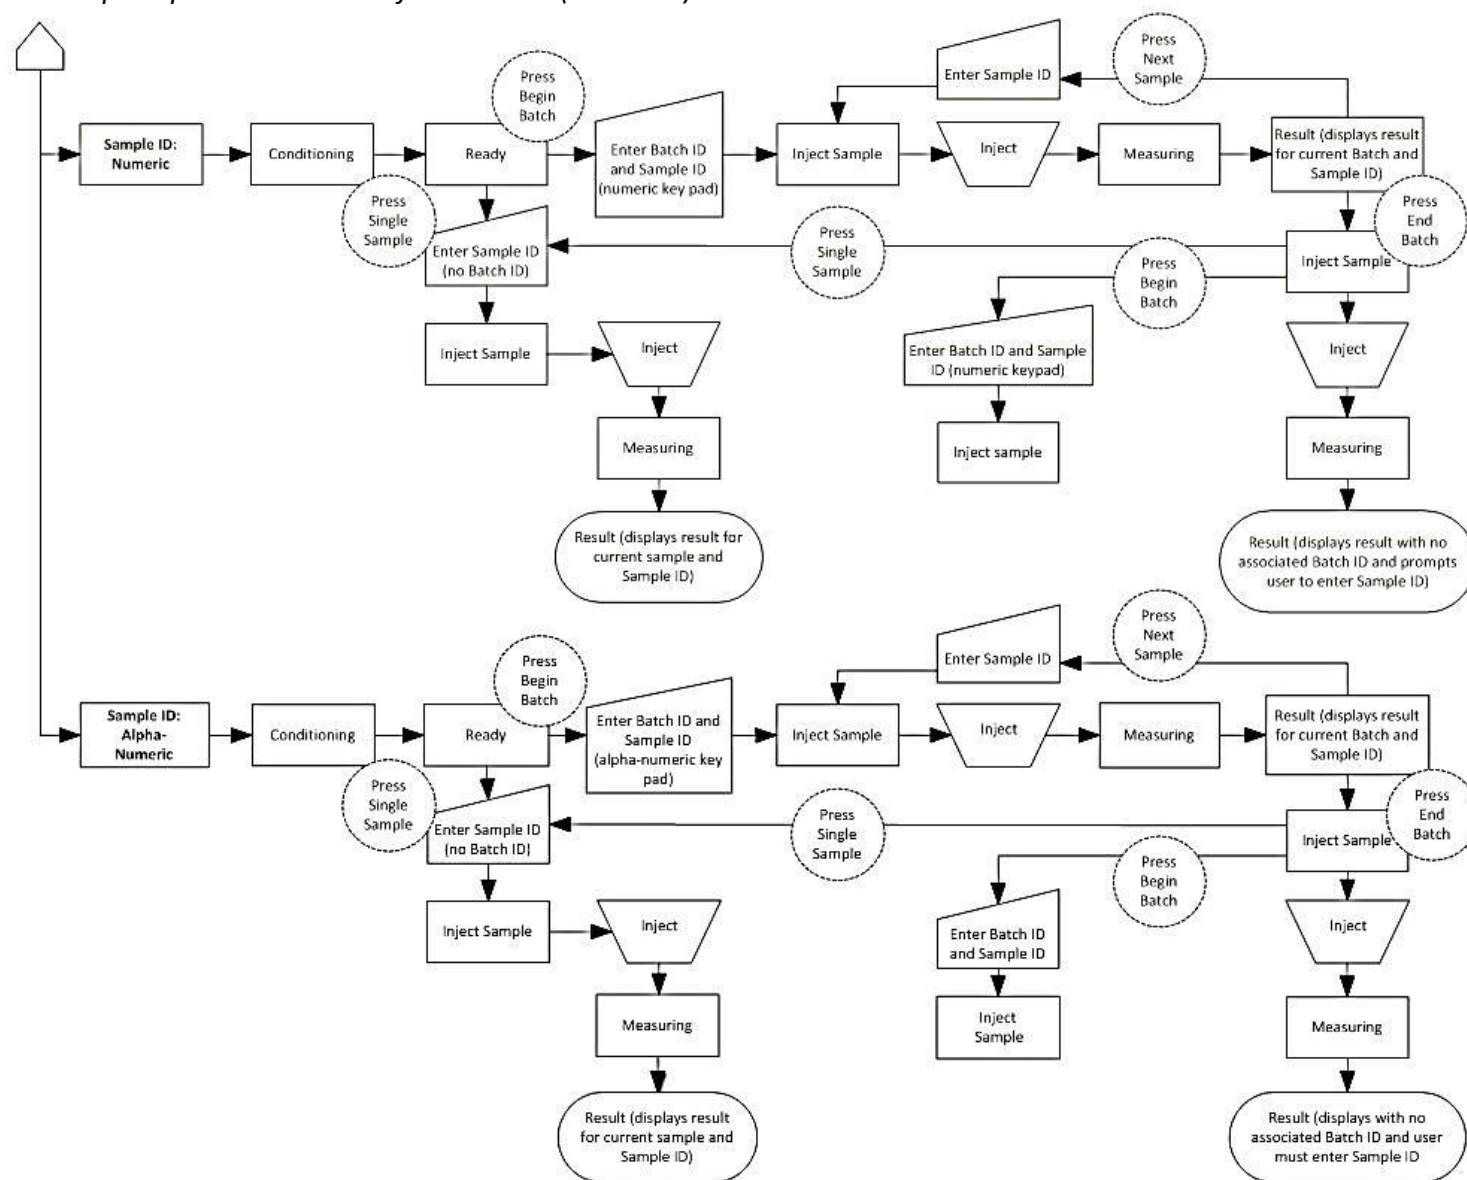 Press
Next
Sample
Enter Sample ID
Press
Begin
Batch
Sample ID:
Numeric
Conditioning
Ready
Enter Batch ID
and Sample ID
(numeric key pad)
Inject Sample
Inject
Measuring
Result (displays result
for current Batch and
Sample ID)
Press
Single
Sample
Press
End
Batch
Enter Sample ID
(no Batch ID)
Press
Single
Sample
Press
Begin
Batch
Inject Sample
Inject Sample
Inject
Enter Batch ID and Sample
ID (numeric keypad)
Inject
Measuring
Inject sample
Measuring
Result (displays result for
current sample and
Sample ID)
Result (displays result with no
associated Batch ID and prompts
user to enter Sample ID)
Press
Next
Sample
Enter Sample ID
Press
Begin
Batch
Sample ID:
Alpha-
Numeric
Conditioning
Ready
Enter Batch ID and
Sample ID
(alpha-numeric key
pad)
Inject Sample
Inject
Measuring
Result (displays result
for current Batch and
Sample ID)
Press
Single
Sample
Press
End
Batch
Enter Sample ID
(no Batch ID)
Press
Single
Sample
Press
Begin
Batch
Inject Sample
Inject Sample
Inject
Enter Batch ID
and Sample ID
Inject
Measuring
Inject
Sample
Measuring
Result (displays result
for current sample and
Sample ID)
Result (displays with no
associated Batch ID and user
must enter Sample ID